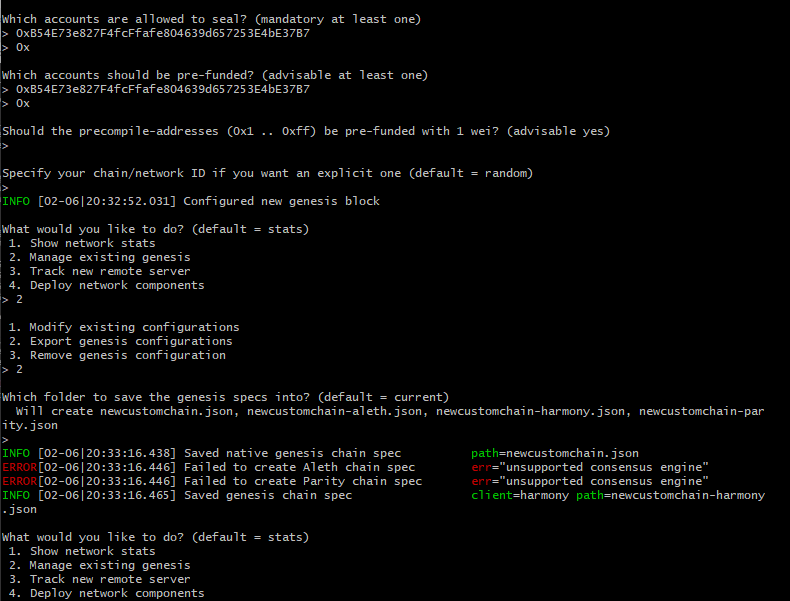 Which accounts are allowed to seal? (mandatory at least one)
> 0xB54E73e827F4fcFfafe804639d657253E4bE37B7
> 0x
Which accounts should be pre-funded? (advisable at least one)
> 0xB54E73e827F4fcFfafe804639d657253E4bE37B7
> 0x
Should the precompile-addresses (0x1 .. 0xff) be pre-funded with 1 wei? (advisable yes)
>
Specify your chain/network ID if you want an explicit one (default = random)
>
INFO [02-06|20:32:52.031] Configured new genesis block
What would you like to do? (default = stats)
1. Show network stats
2. Manage existing genesis
3. Track new remote server
4. Deploy network components
> 2
1. Modify existing configurations
2. Export genesis configurations
3. Remove genesis configuration
> 2
Which folder to save the genesis specs into? (default = current)
Will create newcustomchain.json, newcustomchain-aleth.json, newcustomchain-harmony.json, newcustomchain-par
ity.json
>
INFO [02-06|20:33:16.438] Saved native genesis chain spec path=newcustomchain.json
ERROR[02-06|20:33:16.446] Failed to create Aleth chain spec err="unsupported consensus engine"
ERROR[02-06|20:33:16.446] Failed to create Parity chain spec err="unsupported consensus engine"
INFO [02-06|20:33:16.465] Saved genesis chain spec client=harmony path=newcustomchain-harmony
.json
What would you like to do? (default = stats)
1. Show network stats
2. Manage existing genesis
3. Track new remote server
4. Deploy network components